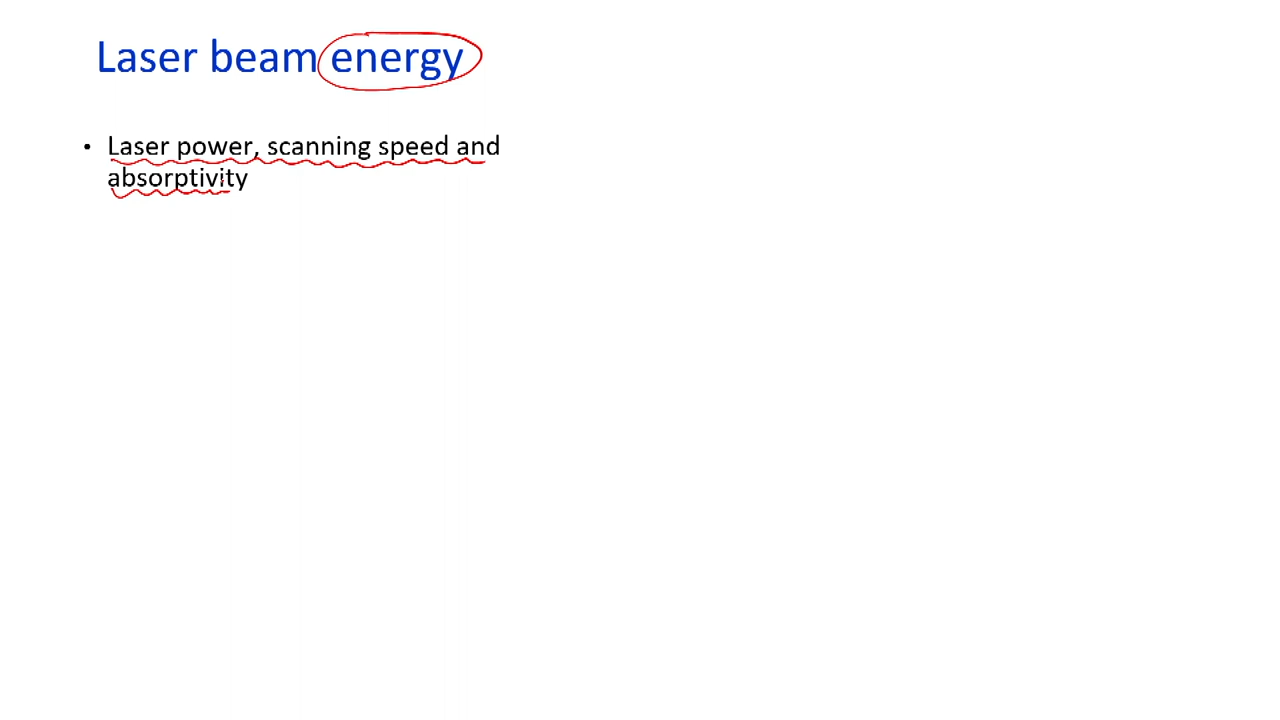 Laser beam energy
• Laser power, scanning speed and
absorptivity